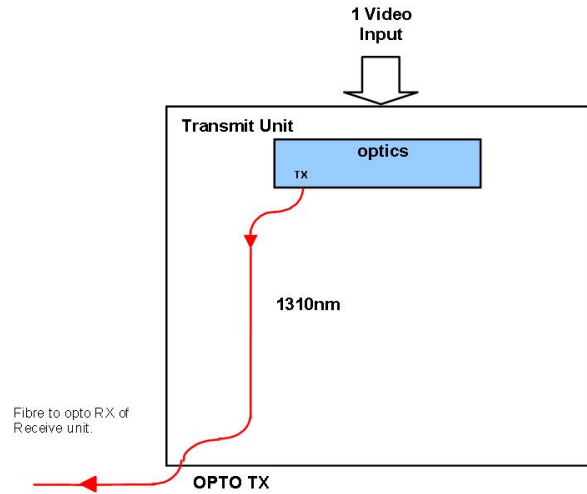 1 Video
Input
Transmit Unit
optics
TX
1310nm
Fibre to opto RX of
Receive unit.
OPTO TX